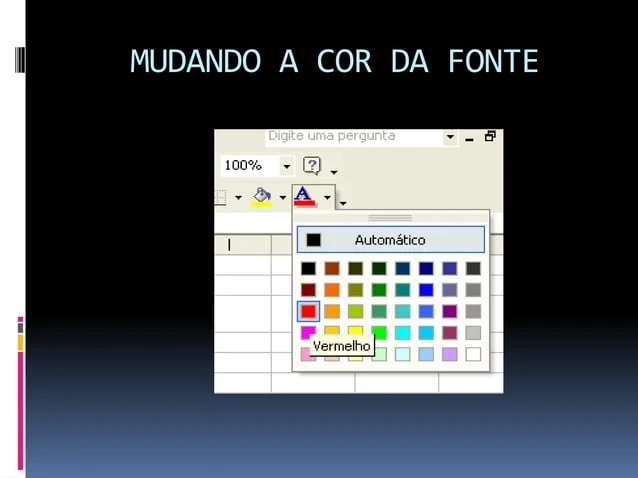 MUDANDO A COR DA FONTE
Digite uma pergunta
100%
Automático
Vermelho